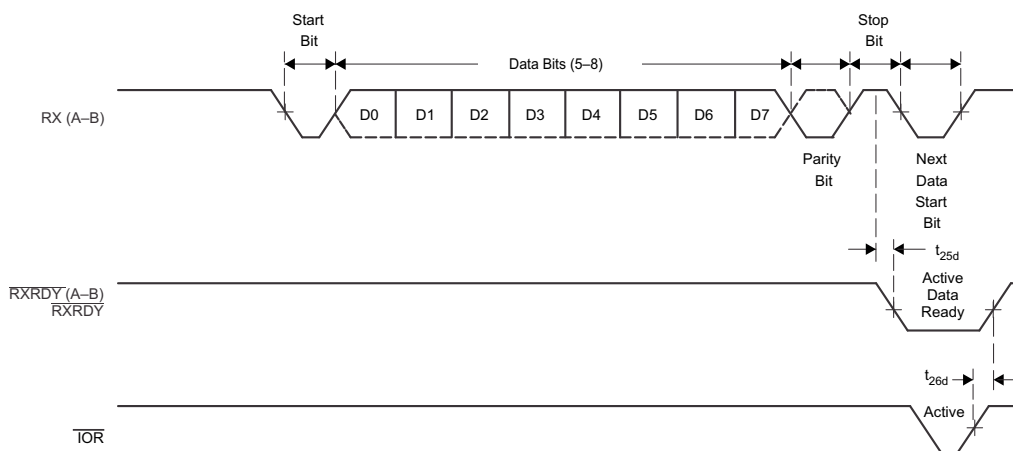 Start
Bit
Stop
Bit
Data Bits (5–8)
RX (A–B)
D0 D1 D2 D3 D4 D5 D6 D7
Parity
Bit
Next
Data
Start
Bit
t25d
RXRDY (A–B)
RXRDY
Active
Data
Ready
t26d
Active
IOR